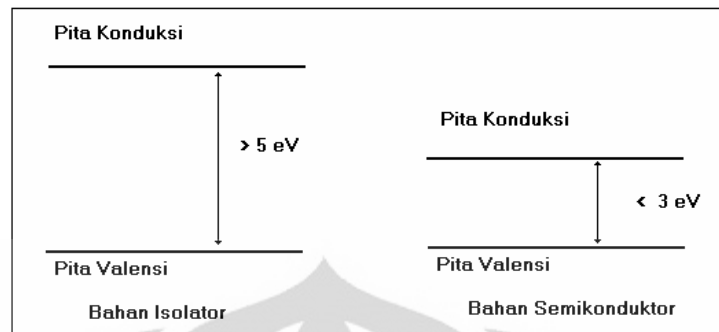 Pita Konduksi
> 5 eV
Pita Valensi
Bahan Isolator
Pita Konduksi
< 3 eV
Pita Valensi
Bahan Semikonduktor